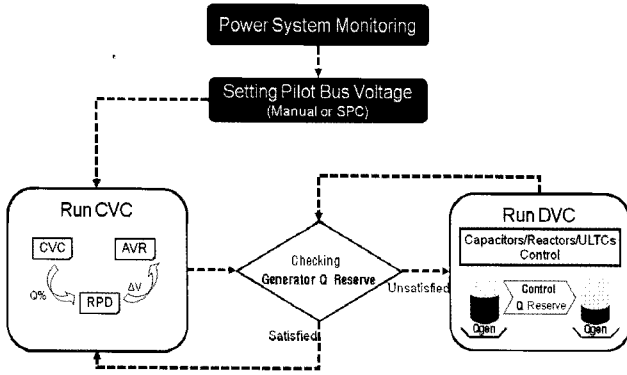 Power System Monitoring
Setting Pilot Bus Voltage
(Manual or SPC)
Run CVC
CVC
AVR
Q%
RPD
ΔV
Checking
Generator Q Reserve
Satisfied
Unsatisfied
Run DVC
Capacitors/Reactors/ULTCs
Control
Control
Q Reserve
Qgen
Qgen